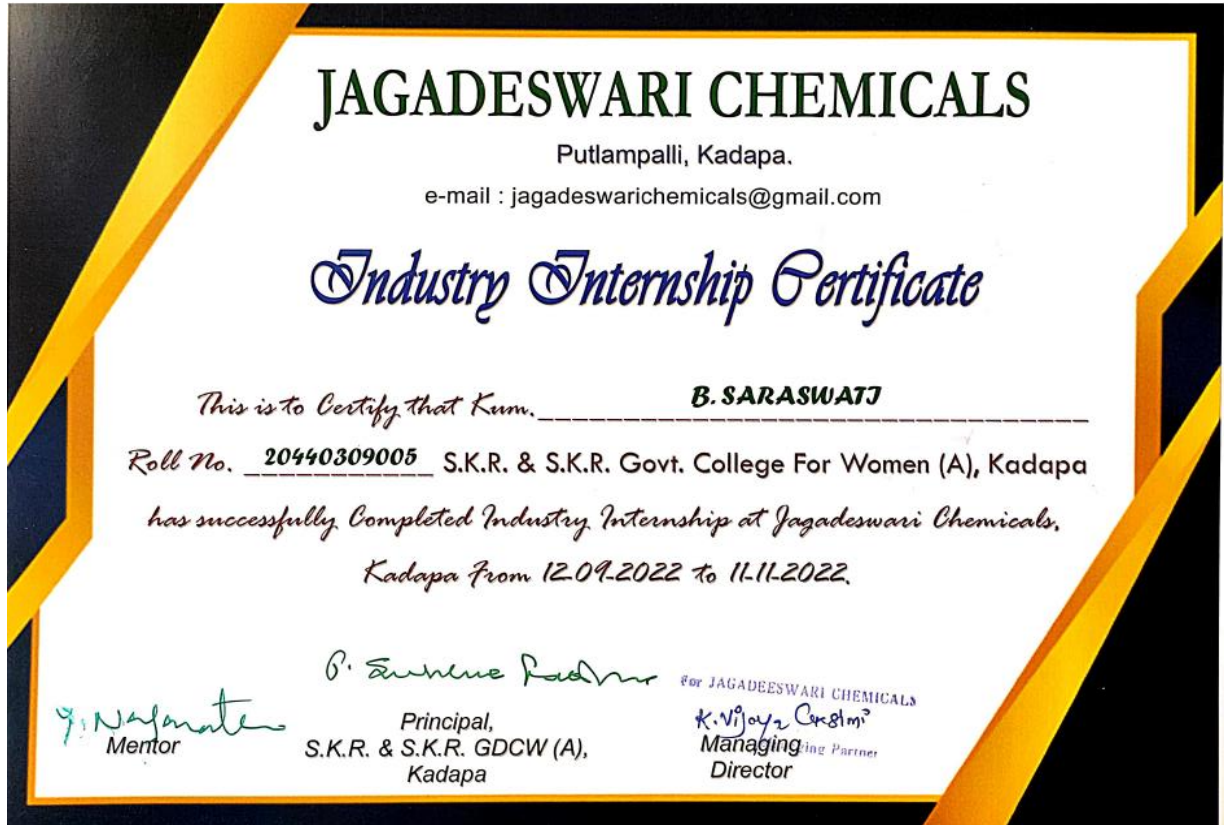 JAGADESWARI CHEMICALS
Putlampalli, Kadapa.
e-mail : jagadeswarichemicals@gmail.com
Industry Internship Certificate
This is to Certify that Kum. B. SARASWATI
Roll No. 20440309005 S.K.R. & S.K.R. Govt. College For Women (A), Kadapa
has successfully Completed Industry Internship at Jagadeswari Chemicals,
Kadapa From 12.09-2022 to 11-11-2022.
For JAGADEESWARI CHEMICALS
K. Vijaya
Mentor
Principal,
S.K.R. & S.K.R. GDCW (A),
Kadapa
Managing
Director
Partner